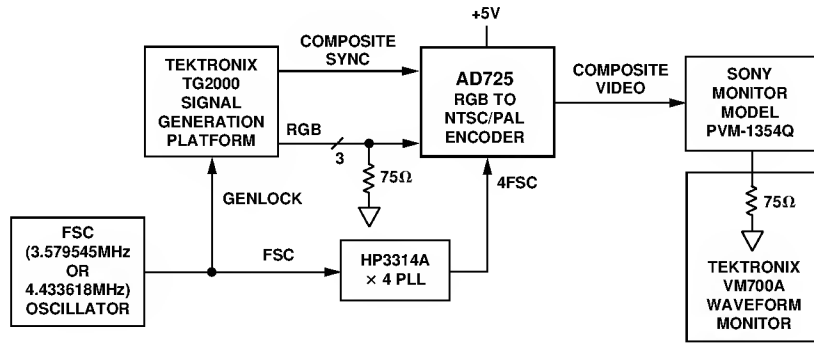 +5V
COMPOSITE
SYNC
TEKTRONIX
TG2000
SIGNAL
GENERATION
PLATFORM
RGB
3
75Ω
GENLOCK
AD725
RGB TO
NTSC/PAL
ENCODER
COMPOSITE
VIDEO
SONY
MONITOR
MODEL
PVM-1354Q
4FSC
75Ω
FSC
(3.579545MHz
OR
4.433618MHz)
OSCILLATOR
FSC
HP3314A
× 4 PLL
TEKTRONIX
VM700A
WAVEFORM
MONITOR